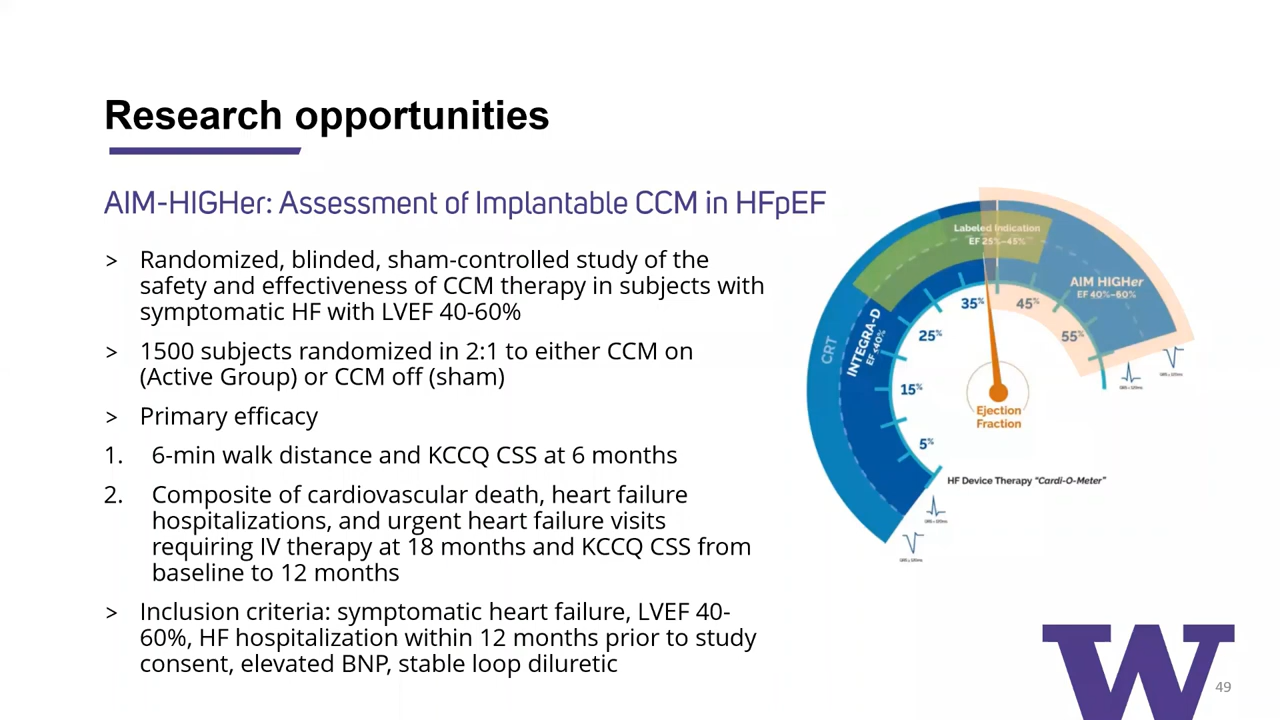 Research opportunities
AIM-HIGHer: Assessment of Implantable CCM in HFpEF
> Randomized, blinded, sham-controlled study of the
safety and effectiveness of CCM therapy in subjects with
symptomatic HF with LVEF 40-60%
> 1500 subjects randomized in 2:1 to either CCM on
(Active Group) or CCM off (sham)
> Primary efficacy
1. 6-min walk distance and KCCQ CSS at 6 months
2. Composite of cardiovascular death, heart failure
hospitalizations, and urgent heart failure visits
requiring IV therapy at 18 months and KCCQ CSS from
baseline to 12 months
> Inclusion criteria: symptomatic heart failure, LVEF 40-
60%, HF hospitalization within 12 months prior to study
consent, elevated BNP, stable loop diluretic
Labeled Indication
EF 25%-45%
AIM HIGHer
EF 40%-60%
CRT
INTEGRA-D
EF ≤40%
5%
15%
25%
35%
45%
55%
Ejection
Fraction
HF Device Therapy "Cardi-O-Meter"
W
49